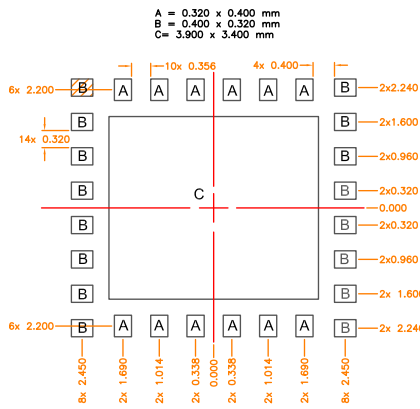 A = 0.320 x 0.400 mm
B = 0.400 x 0.320 mm
C= 3.900 x 3.400 mm
10x 0.356
4x 0.400
6x 2.200
B A A A A A A B
2x2.240
B B
2x1.600
14x 0.320
B B
2x0.960
B C B
2x0.320
0.000
B B
2x0.320
B B
2x0.960
B B
2x 1.600
6x 2.200
B A A A A A A B
2x 2.240
8x 2.450
2x 1.690
2x 1.014
2x 0.338
0.000
2x 0.338
2x 1.014
2x 1.690
8x 2.450